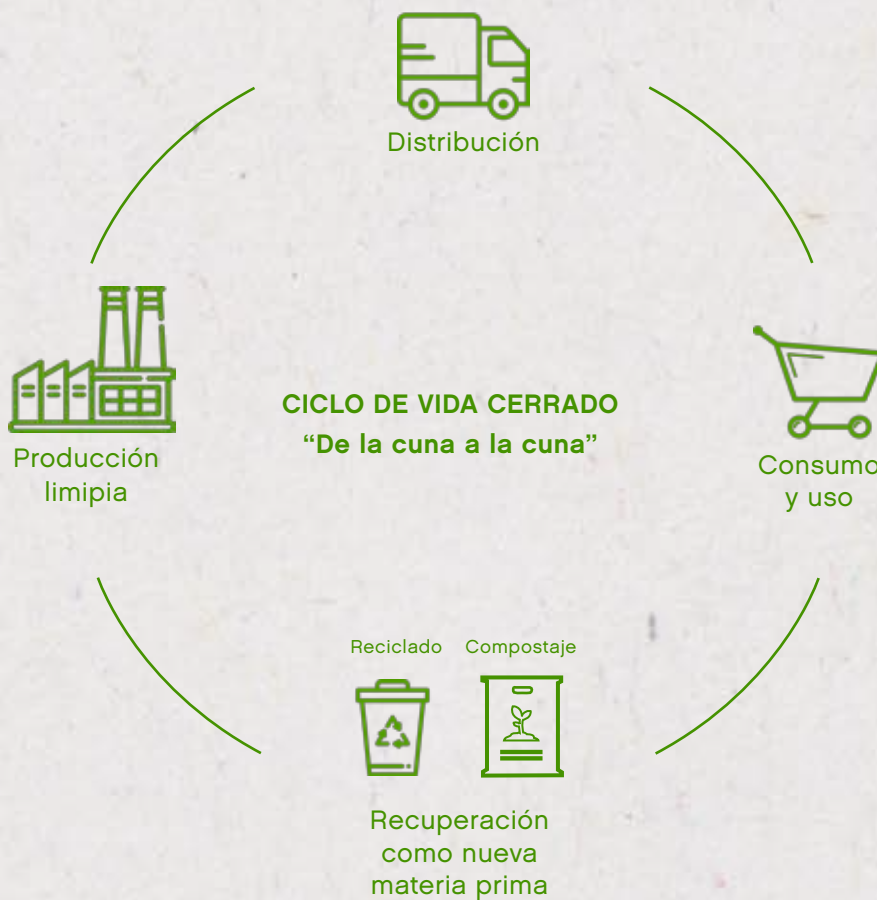 Distribución
CICLO DE VIDA CERRADO
“De la cuna a la cuna”
Producción
limipia
Consumo
y uso
Reciclado
Compostaje
Recuperación
como nueva
materia prima